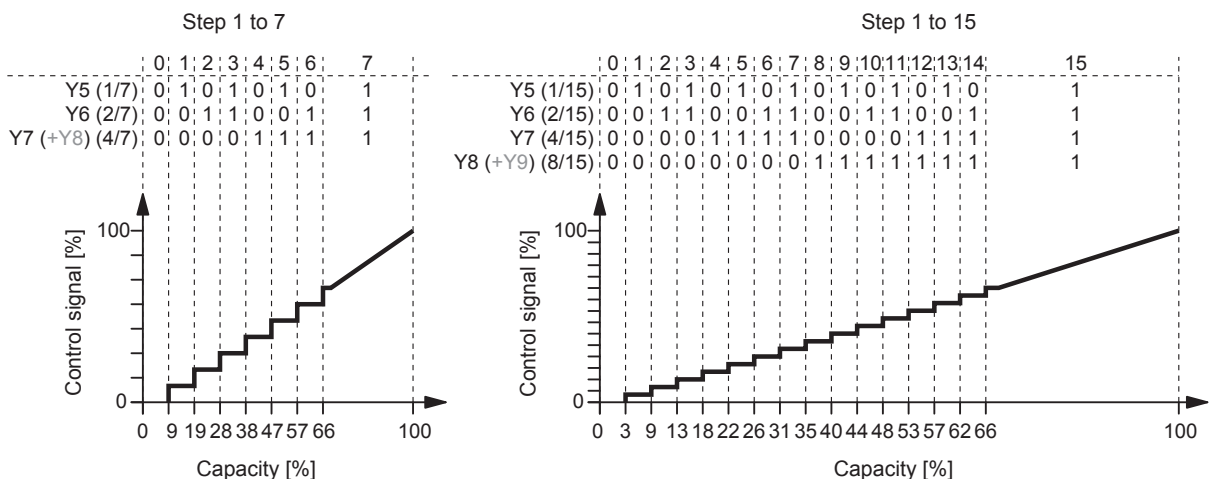 Step 1 to 7
0 1 2 3 4 5 6 7
Y5 (1/7) 0 1 0 1 0 1 0 1
Y6 (2/7) 0 0 1 1 0 0 1 1
Y7 (+Y8) (4/7) 0 0 0 0 1 1 1 1
Control signal [%]
100
0
0 9 19 28 38 47 57 66 100
Capacity [%]
Step 1 to 15
0 1 2 3 4 5 6 7 8 9 10 11 12 13 14 15
Y5 (1/15) 0 1 0 1 0 1 0 1 0 1 0 1 0 1 0 1
Y6 (2/15) 0 0 1 1 0 0 1 1 0 0 1 1 0 0 1 1
Y7 (4/15) 0 0 0 0 1 1 1 1 0 0 0 0 1 1 1 1
Y8 (+Y9) (8/15) 0 0 0 0 0 0 0 0 1 1 1 1 1 1 1 1
Control signal [%]
100
0
0 3 9 13 18 22 26 31 35 40 44 48 53 57 62 66 100
Capacity [%]